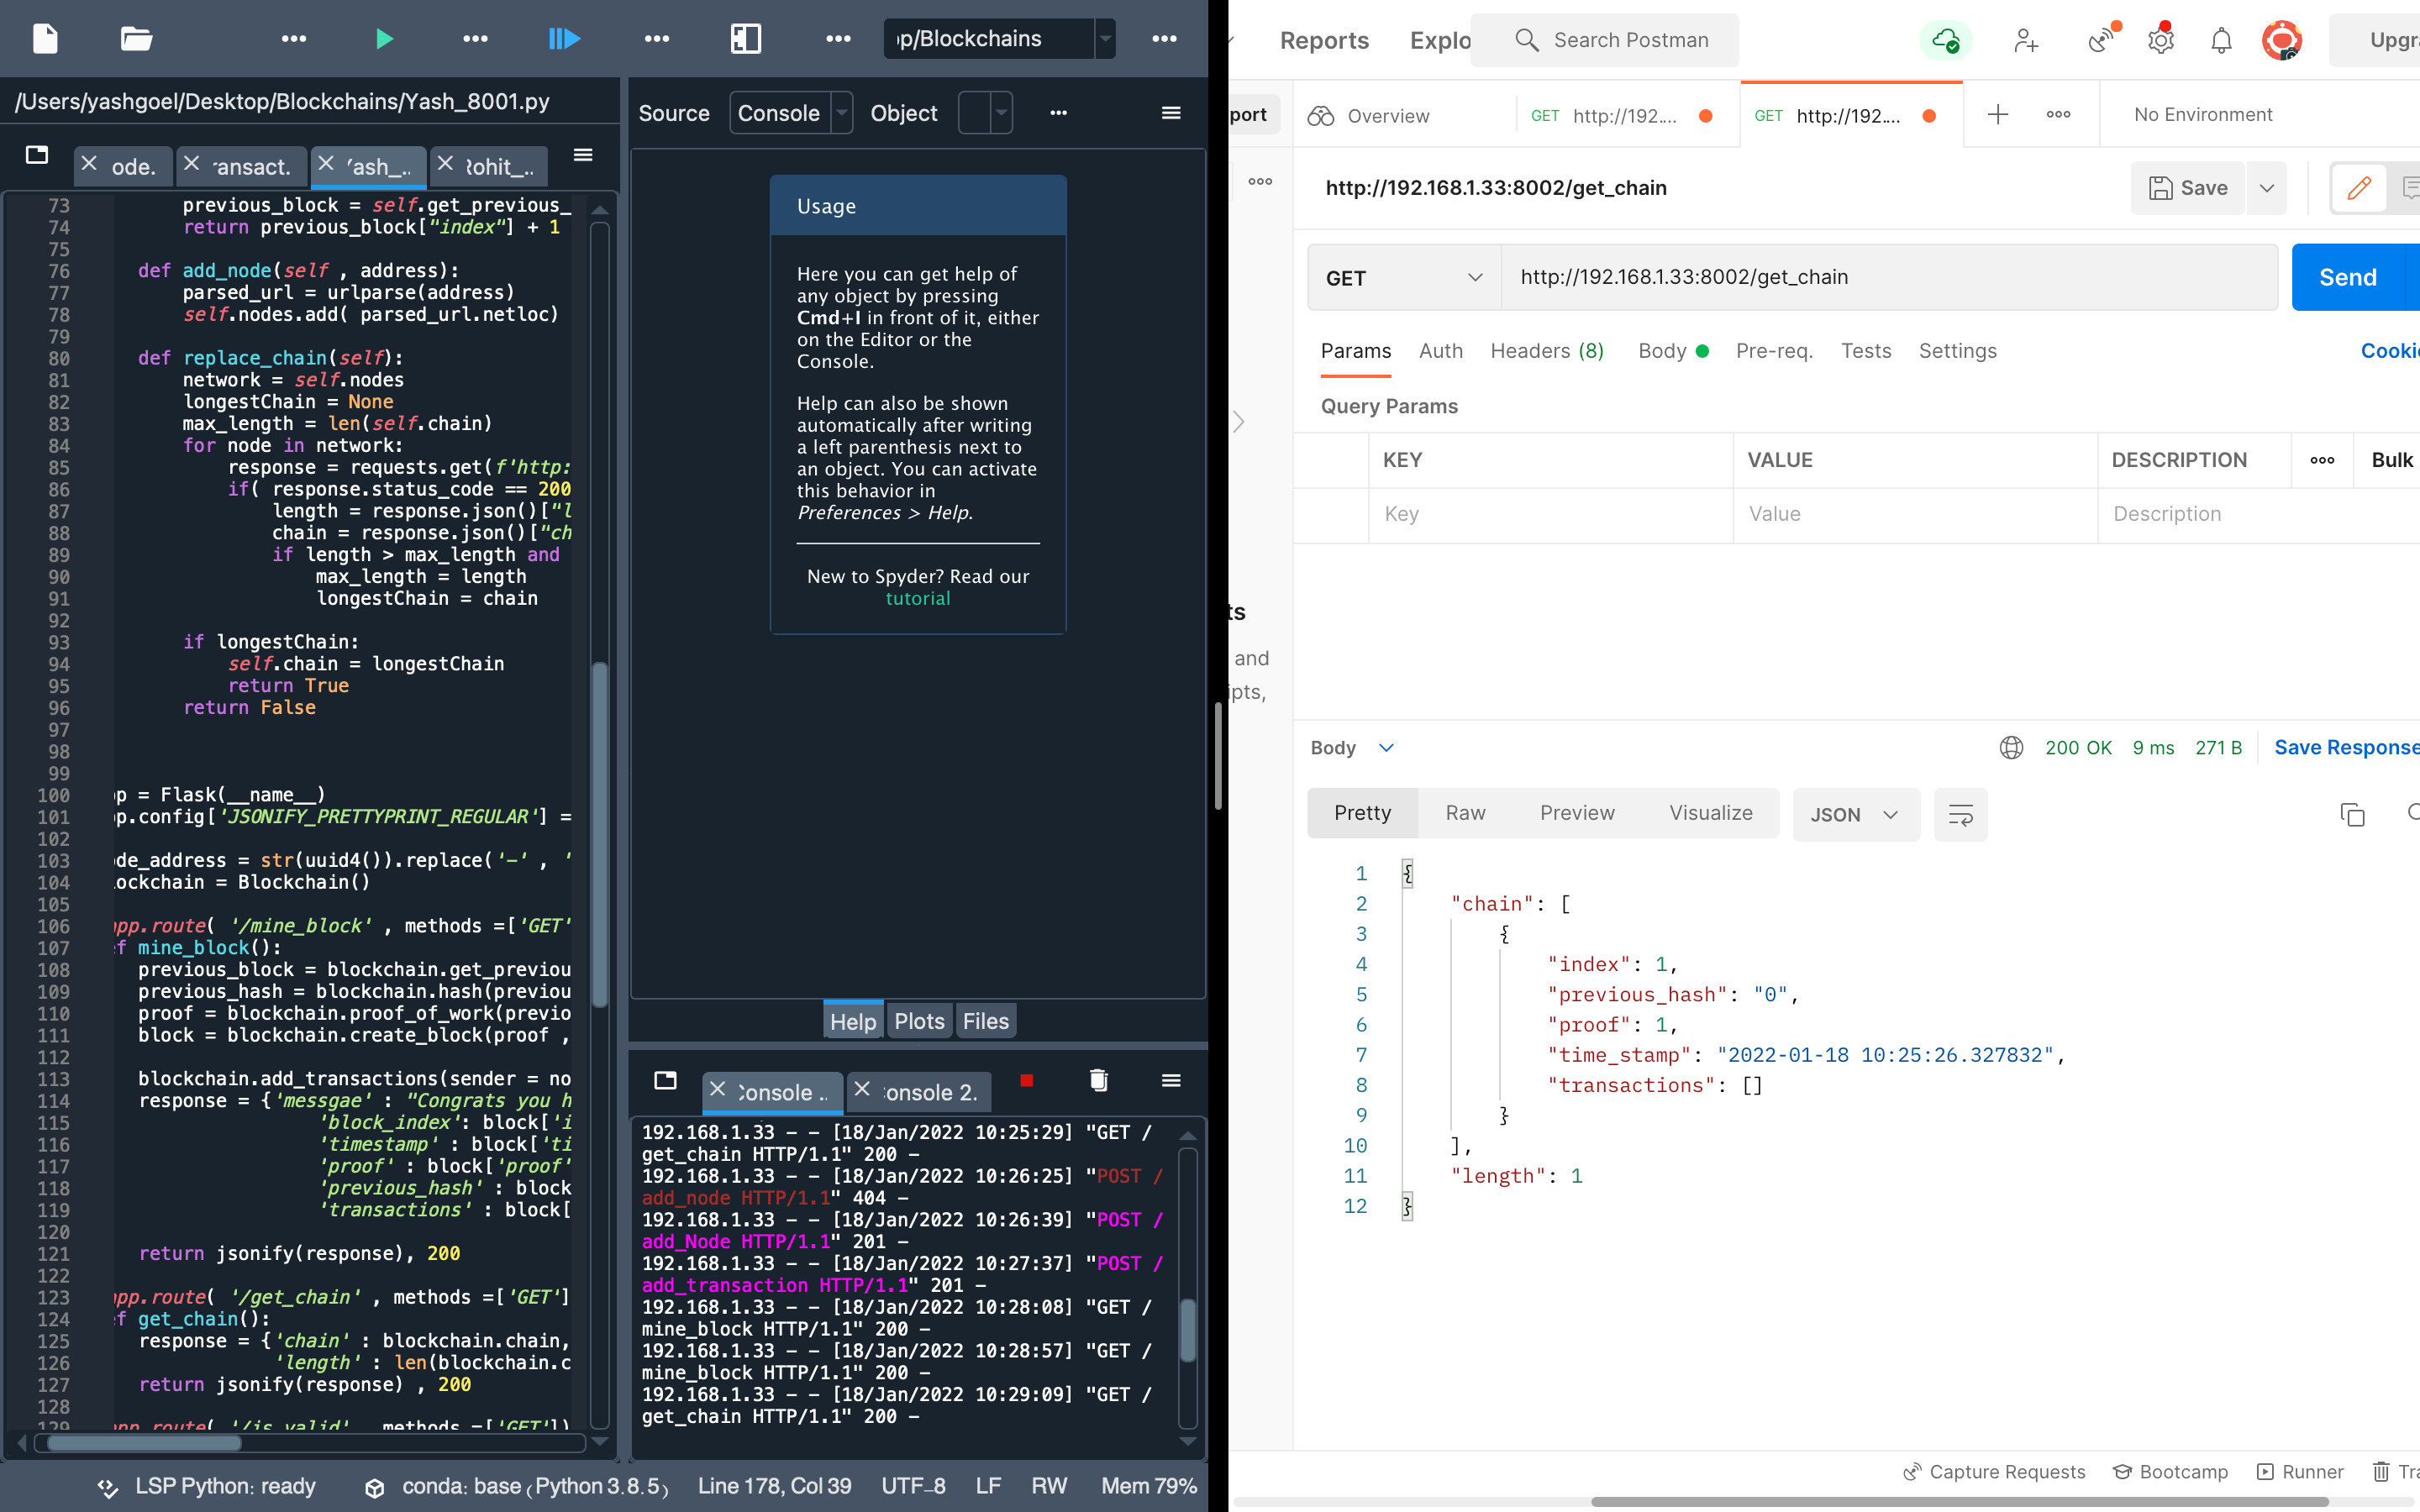 p/Blockchains
/Users/yashgoel/Desktop/Blockchains/Yash_8001.py
ode.
ransact.
ash_..
ohit_..
73 previous_block = self.get_previous_
74 return previous_block["index"] + 1
75
76 def add_node(self , address):
77 parsed_url = urlparse(address)
78 self.nodes.add( parsed_url.netloc)
79
80 def replace_chain(self):
81 network = self.nodes
82 longestChain = None
83 max_length = len(self.chain)
84 for node in network:
85 response = requests.get(f'http:
86 if( response.status_code == 200
87 length = response.json()["l
88 chain = response.json()["ch
89 if length > max_length and
90 max_length = length
91 longestChain = chain
92
93 if longestChain:
94 self.chain = longestChain
95 return True
96 return False
97
98
99
100 p = Flask(__name__)
101 p.config['JSONIFY_PRETTYPRINT_REGULAR'] =
102
103 de_address = str(uuid4()).replace('-' , '
104 ockchain = Blockchain()
105
106 pp.route( '/mine_block' , methods =['GET'
107 f mine_block():
108 previous_block = blockchain.get_previou
109 previous_hash = blockchain.hash(previou
110 proof = blockchain.proof_of_work(previo
111 block = blockchain.create_block(proof ,
112
113 blockchain.add_transactions(sender = no
114 response = {'messgae' : "Congrats you h
115 'block_index': block['i
116 'timestamp' : block['ti
117 'proof' : block['proof'
118 'previous_hash' : block
119 'transactions' : block[
120
121 return jsonify(response), 200
122
123 pp.route( '/get_chain' , methods =['GET']
124 f get_chain():
125 response = {'chain' : blockchain.chain,
126 'length' : len(blockchain.c
127 return jsonify(response) , 200
128
129 pp.route( '/is_valid' , methods =['GET'])
Source Console Object
Usage
Here you can get help of
any object by pressing
Cmd+I in front of it, either
on the Editor or the
Console.
Help can also be shown
automatically after writing
a left parenthesis next to
an object. You can activate
this behavior in
Preferences > Help.
New to Spyder? Read our
tutorial
Help Plots Files
Console ..
onsole 2.
192.168.1.33 - - [18/Jan/2022 10:25:29] "GET /
get_chain HTTP/1.1" 200 -
192.168.1.33 - - [18/Jan/2022 10:26:25] "POST /
add_node HTTP/1.1" 404 -
192.168.1.33 - - [18/Jan/2022 10:26:39] "POST /
add_Node HTTP/1.1" 201 -
192.168.1.33 - - [18/Jan/2022 10:27:37] "POST /
add_transaction HTTP/1.1" 201 -
192.168.1.33 - - [18/Jan/2022 10:28:08] "GET /
mine_block HTTP/1.1" 200 -
192.168.1.33 - - [18/Jan/2022 10:28:57] "GET /
mine_block HTTP/1.1" 200 -
192.168.1.33 - - [18/Jan/2022 10:29:09] "GET /
get_chain HTTP/1.1" 200 -
LSP Python: ready conda: base (Python 3.8.5) Line 178, Col 39 UTF-8 LF RW Mem 79%
Reports Explo Search Postman Upgr
port Overview GET http://192.... GET http://192.... No Environment
http://192.168.1.33:8002/get_chain Save
GET http://192.168.1.33:8002/get_chain Send
Params Auth Headers (8) Body Pre-req. Tests Settings Cooki
Query Params
KEY VALUE DESCRIPTION Bulk
Key Value Description
ts
and
ipts,
Body 200 OK 9 ms 271 B Save Response
Pretty Raw Preview Visualize JSON
1 {
2 "chain": [
3 {
4 "index": 1,
5 "previous_hash": "0",
6 "proof": 1,
7 "time_stamp": "2022-01-18 10:25:26.327832",
8 "transactions": []
9 }
10 ],
11 "length": 1
12 }
Capture Requests Bootcamp Runner Tra